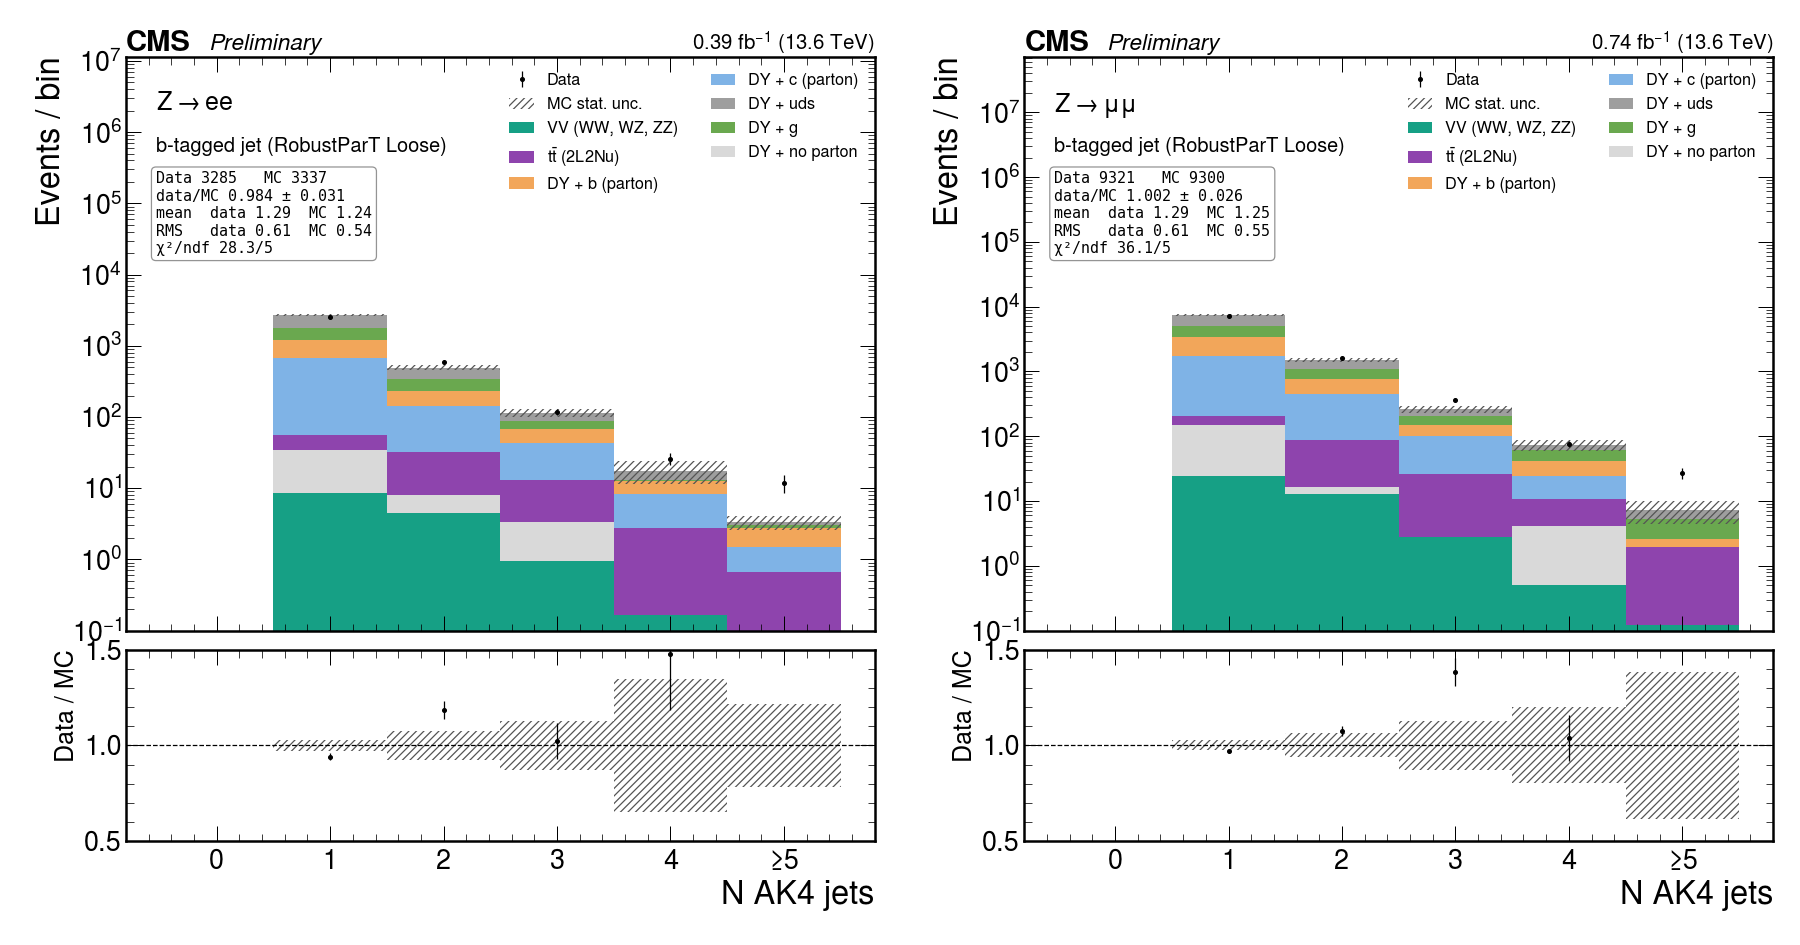 CMS Preliminary 0.39 fb⁻¹ (13.6 TeV)
Events / bin
10⁷
10⁶
10⁵
10⁴
10³
10²
10¹
10⁰
10⁻¹
Z → ee
b-tagged jet (RobustParT Loose)
Data 3285 MC 3337
data/MC 0.984 ± 0.031
mean data 1.29 MC 1.24
RMS data 0.61 MC 0.54
χ²/ndf 28.3/5
Data
MC stat. unc.
VV (WW, WZ, ZZ)
tt̄ (2L2Nu)
DY + b (parton)
DY + c (parton)
DY + uds
DY + g
DY + no parton
Data / MC
1.5
1.0
0.5
0 1 2 3 4 ≥5
N AK4 jets
CMS Preliminary 0.74 fb⁻¹ (13.6 TeV)
Events / bin
10⁷
10⁶
10⁵
10⁴
10³
10²
10¹
10⁰
10⁻¹
Z → μμ
b-tagged jet (RobustParT Loose)
Data 9321 MC 9300
data/MC 1.002 ± 0.026
mean data 1.29 MC 1.25
RMS data 0.61 MC 0.55
χ²/ndf 36.1/5
Data
MC stat. unc.
VV (WW, WZ, ZZ)
tt̄ (2L2Nu)
DY + b (parton)
DY + c (parton)
DY + uds
DY + g
DY + no parton
Data / MC
1.5
1.0
0.5
0 1 2 3 4 ≥5
N AK4 jets